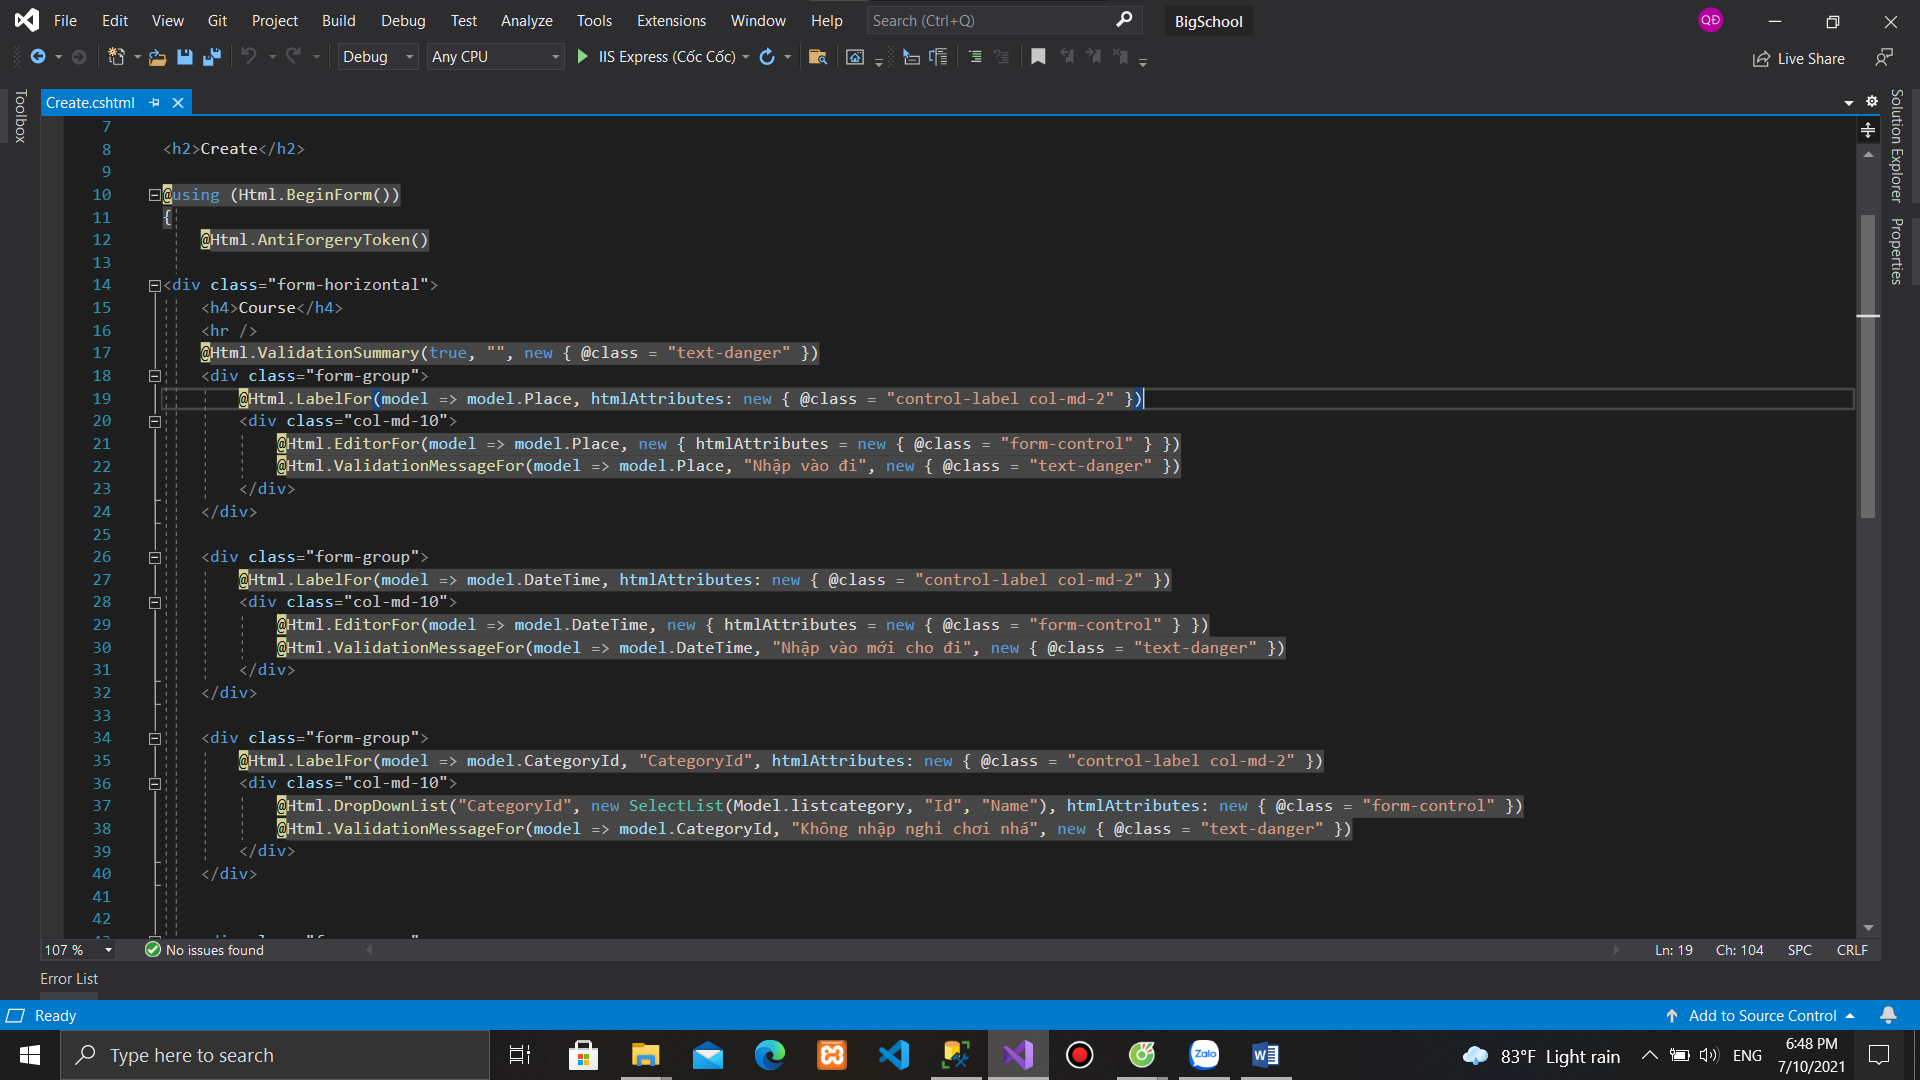 File Edit View Git Project Build Debug Test Analyze Tools Extensions Window Help Search (Ctrl+Q) BigSchool QĐ
Debug Any CPU IIS Express (Cốc Cốc) Live Share
Toolbox
Create.cshtml
Solution Explorer
Properties
7
8 <h2>Create</h2>
9
10 @using (Html.BeginForm())
11 {
12 @Html.AntiForgeryToken()
13
14 <div class="form-horizontal">
15 <h4>Course</h4>
16 <hr />
17 @Html.ValidationSummary(true, "", new { @class = "text-danger" })
18 <div class="form-group">
19 @Html.LabelFor(model => model.Place, htmlAttributes: new { @class = "control-label col-md-2" })
20 <div class="col-md-10">
21 @Html.EditorFor(model => model.Place, new { htmlAttributes = new { @class = "form-control" } })
22 @Html.ValidationMessageFor(model => model.Place, "Nhập vào đi", new { @class = "text-danger" })
23 </div>
24 </div>
25
26 <div class="form-group">
27 @Html.LabelFor(model => model.DateTime, htmlAttributes: new { @class = "control-label col-md-2" })
28 <div class="col-md-10">
29 @Html.EditorFor(model => model.DateTime, new { htmlAttributes = new { @class = "form-control" } })
30 @Html.ValidationMessageFor(model => model.DateTime, "Nhập vào mới cho đi", new { @class = "text-danger" })
31 </div>
32 </div>
33
34 <div class="form-group">
35 @Html.LabelFor(model => model.CategoryId, "CategoryId", htmlAttributes: new { @class = "control-label col-md-2" })
36 <div class="col-md-10">
37 @Html.DropDownList("CategoryId", new SelectList(Model.listcategory, "Id", "Name"), htmlAttributes: new { @class = "form-control" })
38 @Html.ValidationMessageFor(model => model.CategoryId, "Không nhập nghỉ chơi nhá", new { @class = "text-danger" })
39 </div>
40 </div>
41
42
107 % No issues found Ln: 19 Ch: 104 SPC CRLF
Error List
Ready Add to Source Control
Type here to search Zalo 83°F Light rain ENG 6:48 PM
7/10/2021